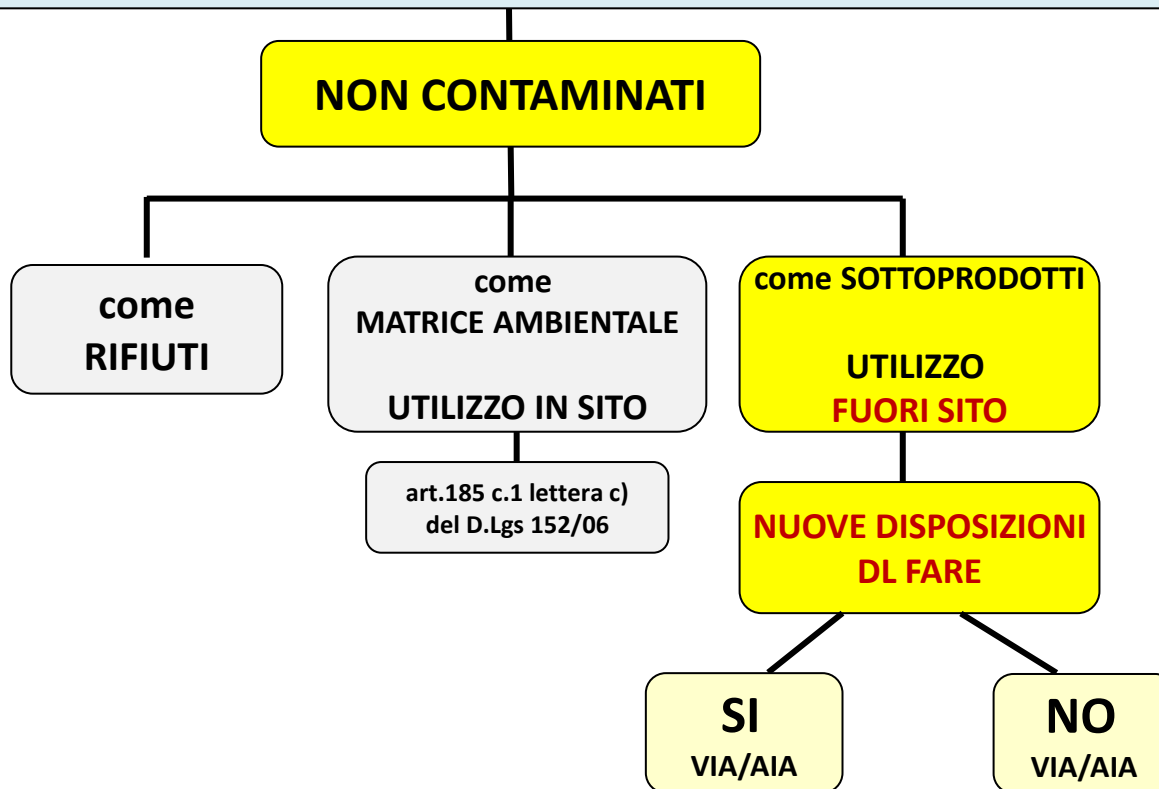 NON CONTAMINATI
come
RIFIUTI
come
MATRICE AMBIENTALE
UTILIZZO IN SITO
come SOTTOPRODOTTI
UTILIZZO
FUORI SITO
art.185 c.1 lettera c)
del D.Lgs 152/06
NUOVE DISPOSIZIONI
DL FARE
SI
VIA/AIA
NO
VIA/AIA